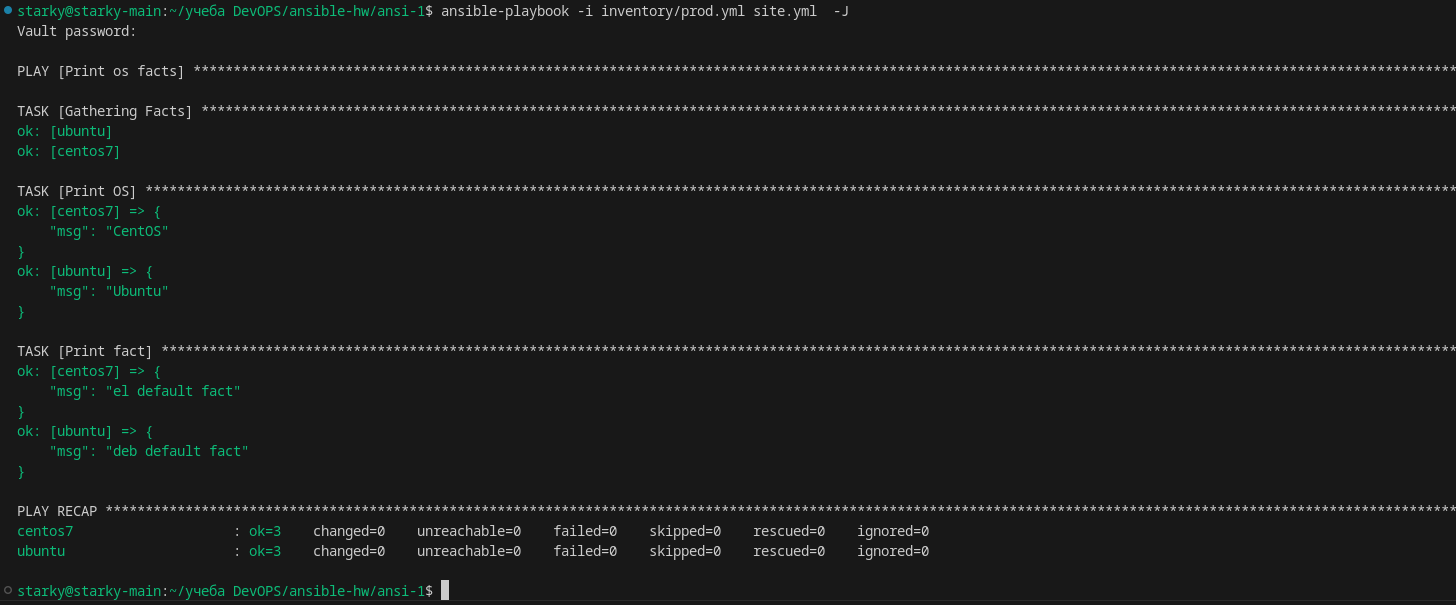 starky@starky-main:~/учеба DevOPS/ansible-hw/ansi-1$ ansible-playbook -i inventory/prod.yml site.yml  -J
Vault password:
PLAY [Print os facts] **************************************************************************************************************************************************************
TASK [Gathering Facts] *************************************************************************************************************************************************************
ok: [ubuntu]
ok: [centos7]
TASK [Print OS] ********************************************************************************************************************************************************************
ok: [centos7] => {
    "msg": "CentOS"
}
ok: [ubuntu] => {
    "msg": "Ubuntu"
}
TASK [Print fact] ******************************************************************************************************************************************************************
ok: [centos7] => {
    "msg": "el default fact"
}
ok: [ubuntu] => {
    "msg": "deb default fact"
}
PLAY RECAP *************************************************************************************************************************************************************************
centos7                    : ok=3    changed=0    unreachable=0    failed=0    skipped=0    rescued=0    ignored=0
ubuntu                     : ok=3    changed=0    unreachable=0    failed=0    skipped=0    rescued=0    ignored=0
starky@starky-main:~/учеба DevOPS/ansible-hw/ansi-1$